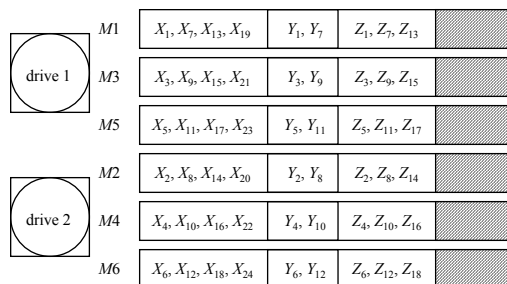 M1 X₁, X₇, X₁₃, X₁₉ Y₁, Y₇ Z₁, Z₇, Z₁₃
drive 1 M3 X₃, X₉, X₁₅, X₂₁ Y₃, Y₉ Z₃, Z₉, Z₁₅
M5 X₅, X₁₁, X₁₇, X₂₃ Y₅, Y₁₁ Z₅, Z₁₁, Z₁₇
M2 X₂, X₈, X₁₄, X₂₀ Y₂, Y₈ Z₂, Z₈, Z₁₄
drive 2 M4 X₄, X₁₀, X₁₆, X₂₂ Y₄, Y₁₀ Z₄, Z₁₀, Z₁₆
M6 X₆, X₁₂, X₁₈, X₂₄ Y₆, Y₁₂ Z₆, Z₁₂, Z₁₈